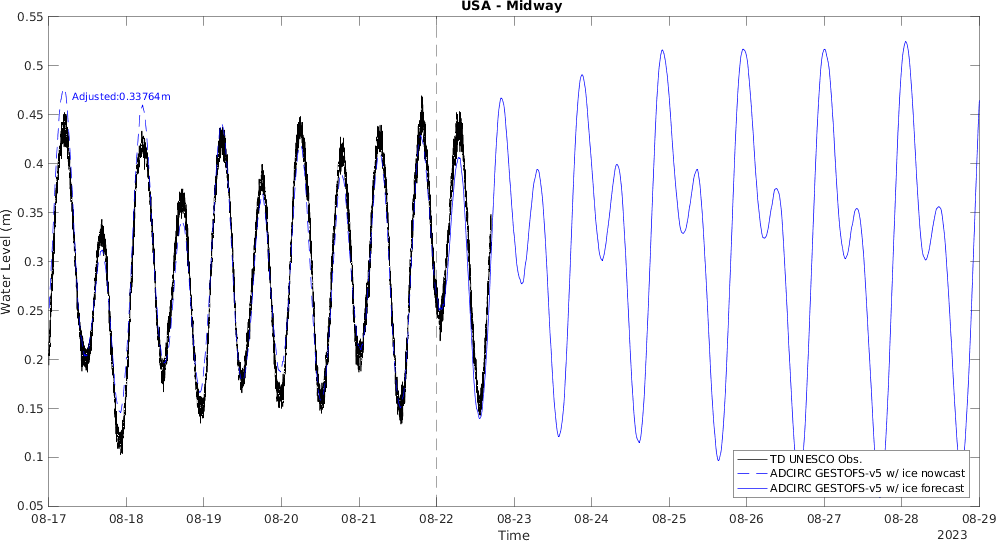 USA - Midway
0.55
0.5
0.45
0.4
0.35
0.3
0.25
0.2
0.15
0.1
0.05
Water Level (m)
Adjusted:0.33764m
TD UNESCO Obs.
ADCIRC GESTOFS-v5 w/ ice nowcast
ADCIRC GESTOFS-v5 w/ ice forecast
08-17 08-18 08-19 08-20 08-21 08-22 08-23 08-24 08-25 08-26 08-27 08-28 08-29
Time
2023